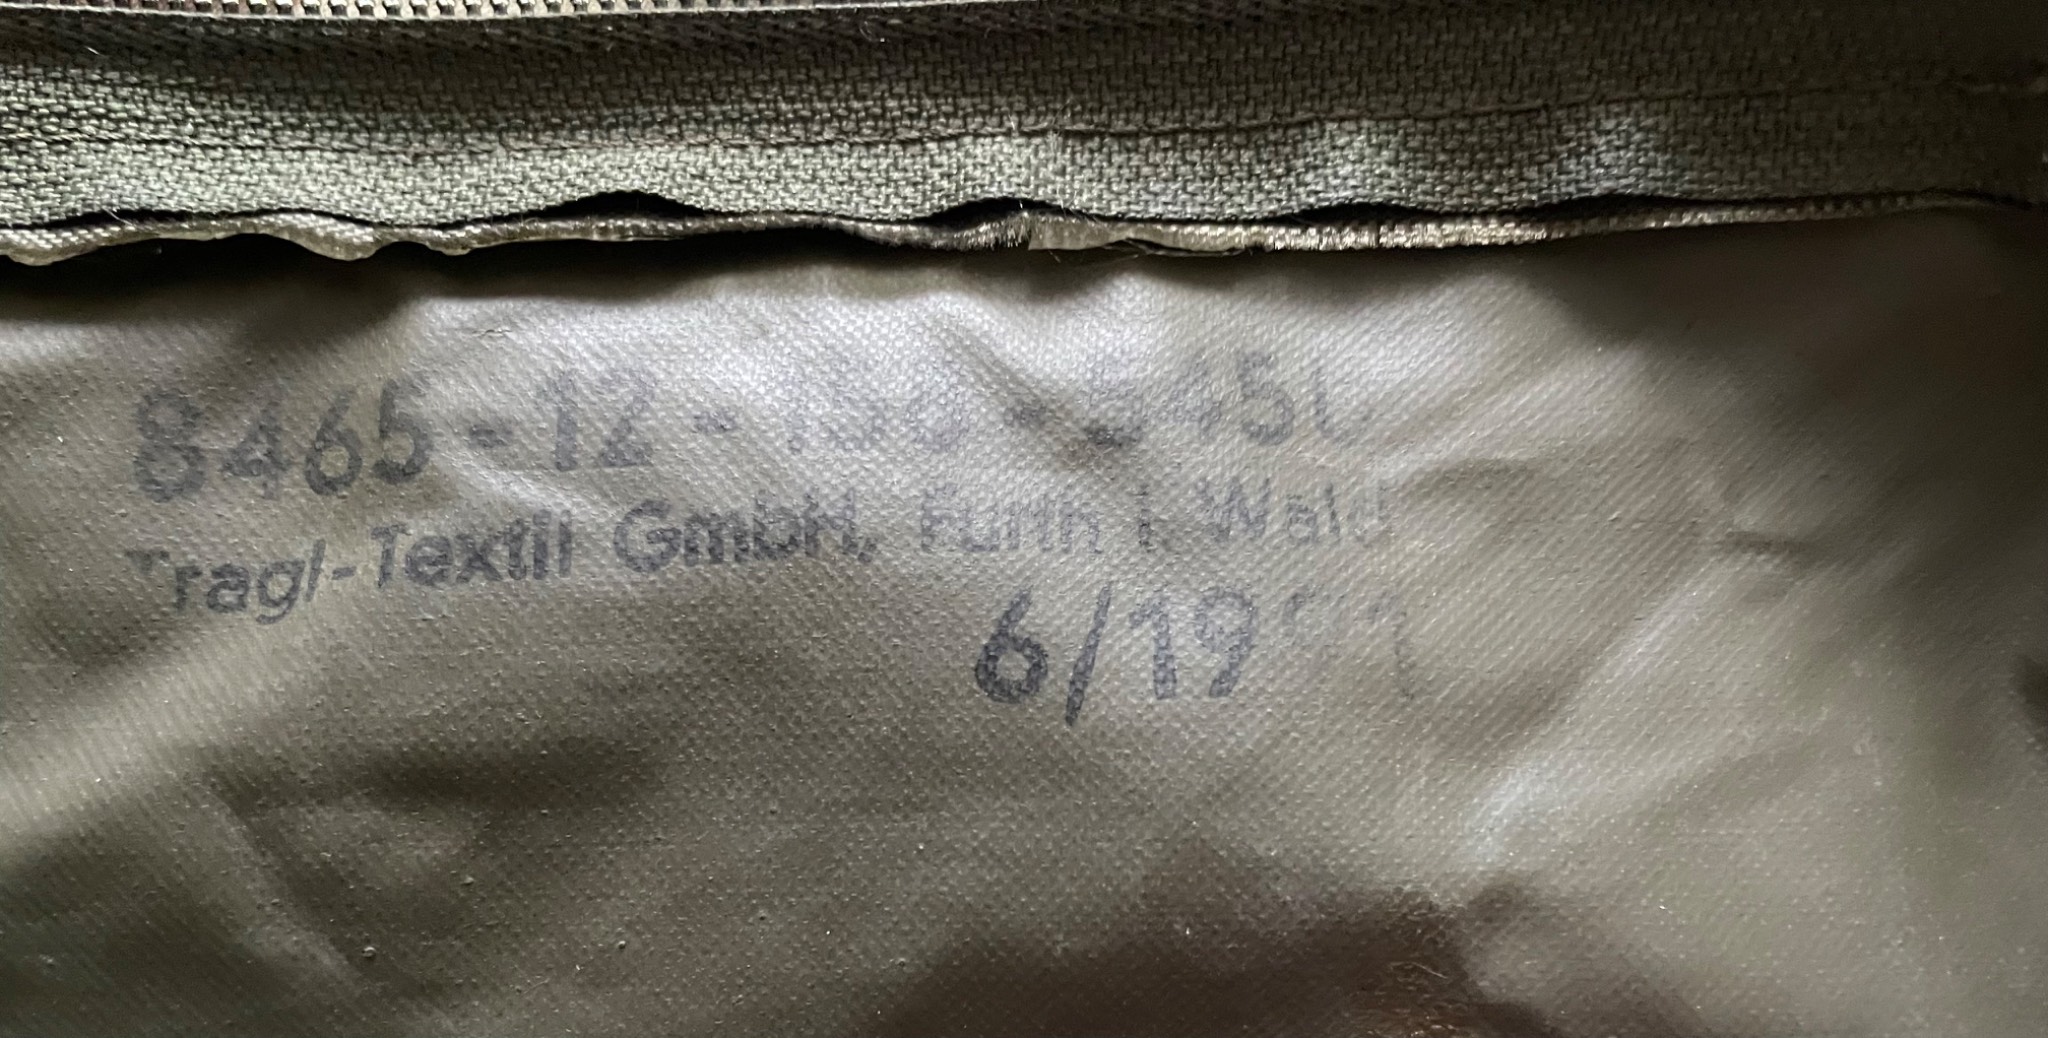 8465-12-
Tragl-Textil GmbH, Furth i. Wald
6/19